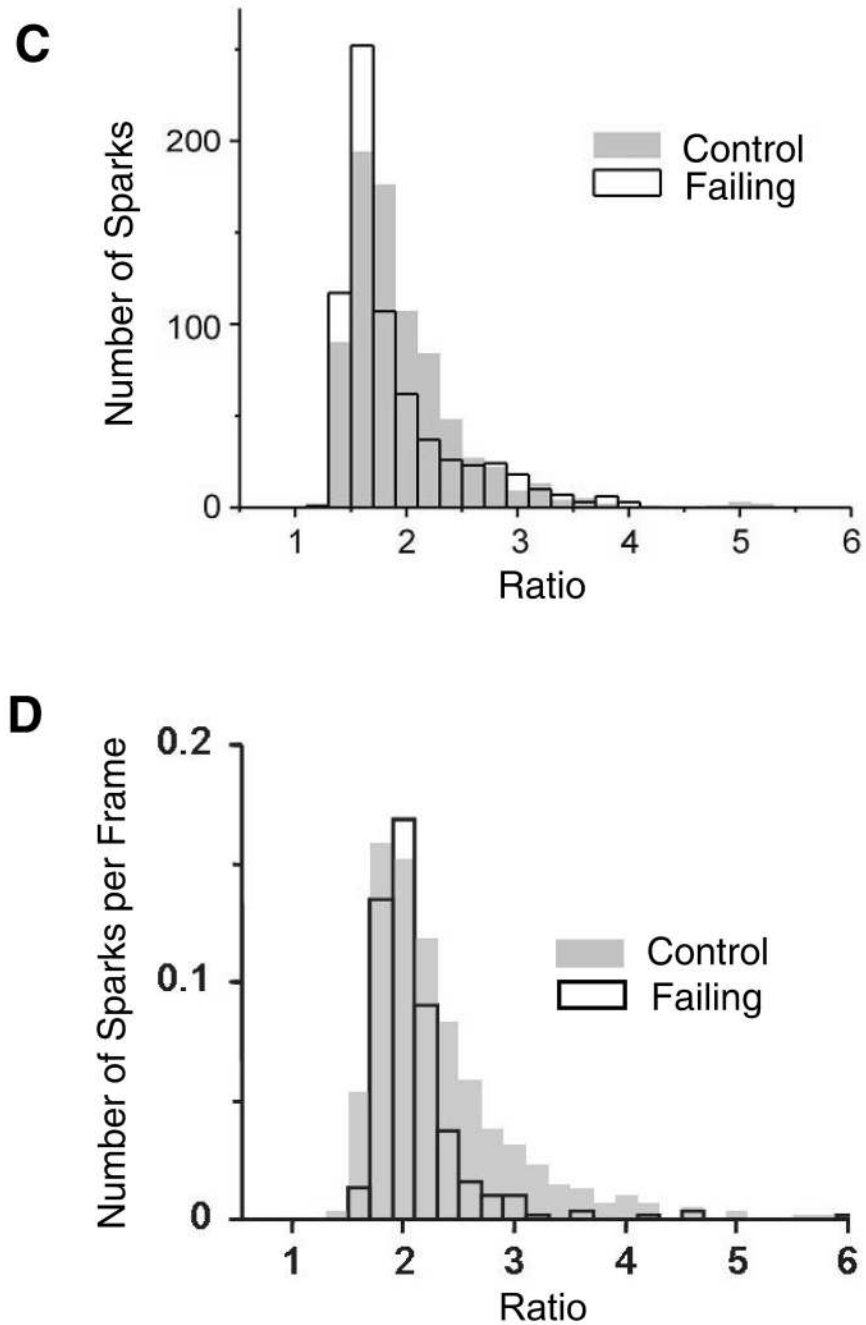 C
Number of Sparks
200
100
0
Control
Failing
1 2 3 4 5 6
Ratio
D
Number of Sparks per Frame
0.2
0.1
0
Control
Failing
1 2 3 4 5 6
Ratio